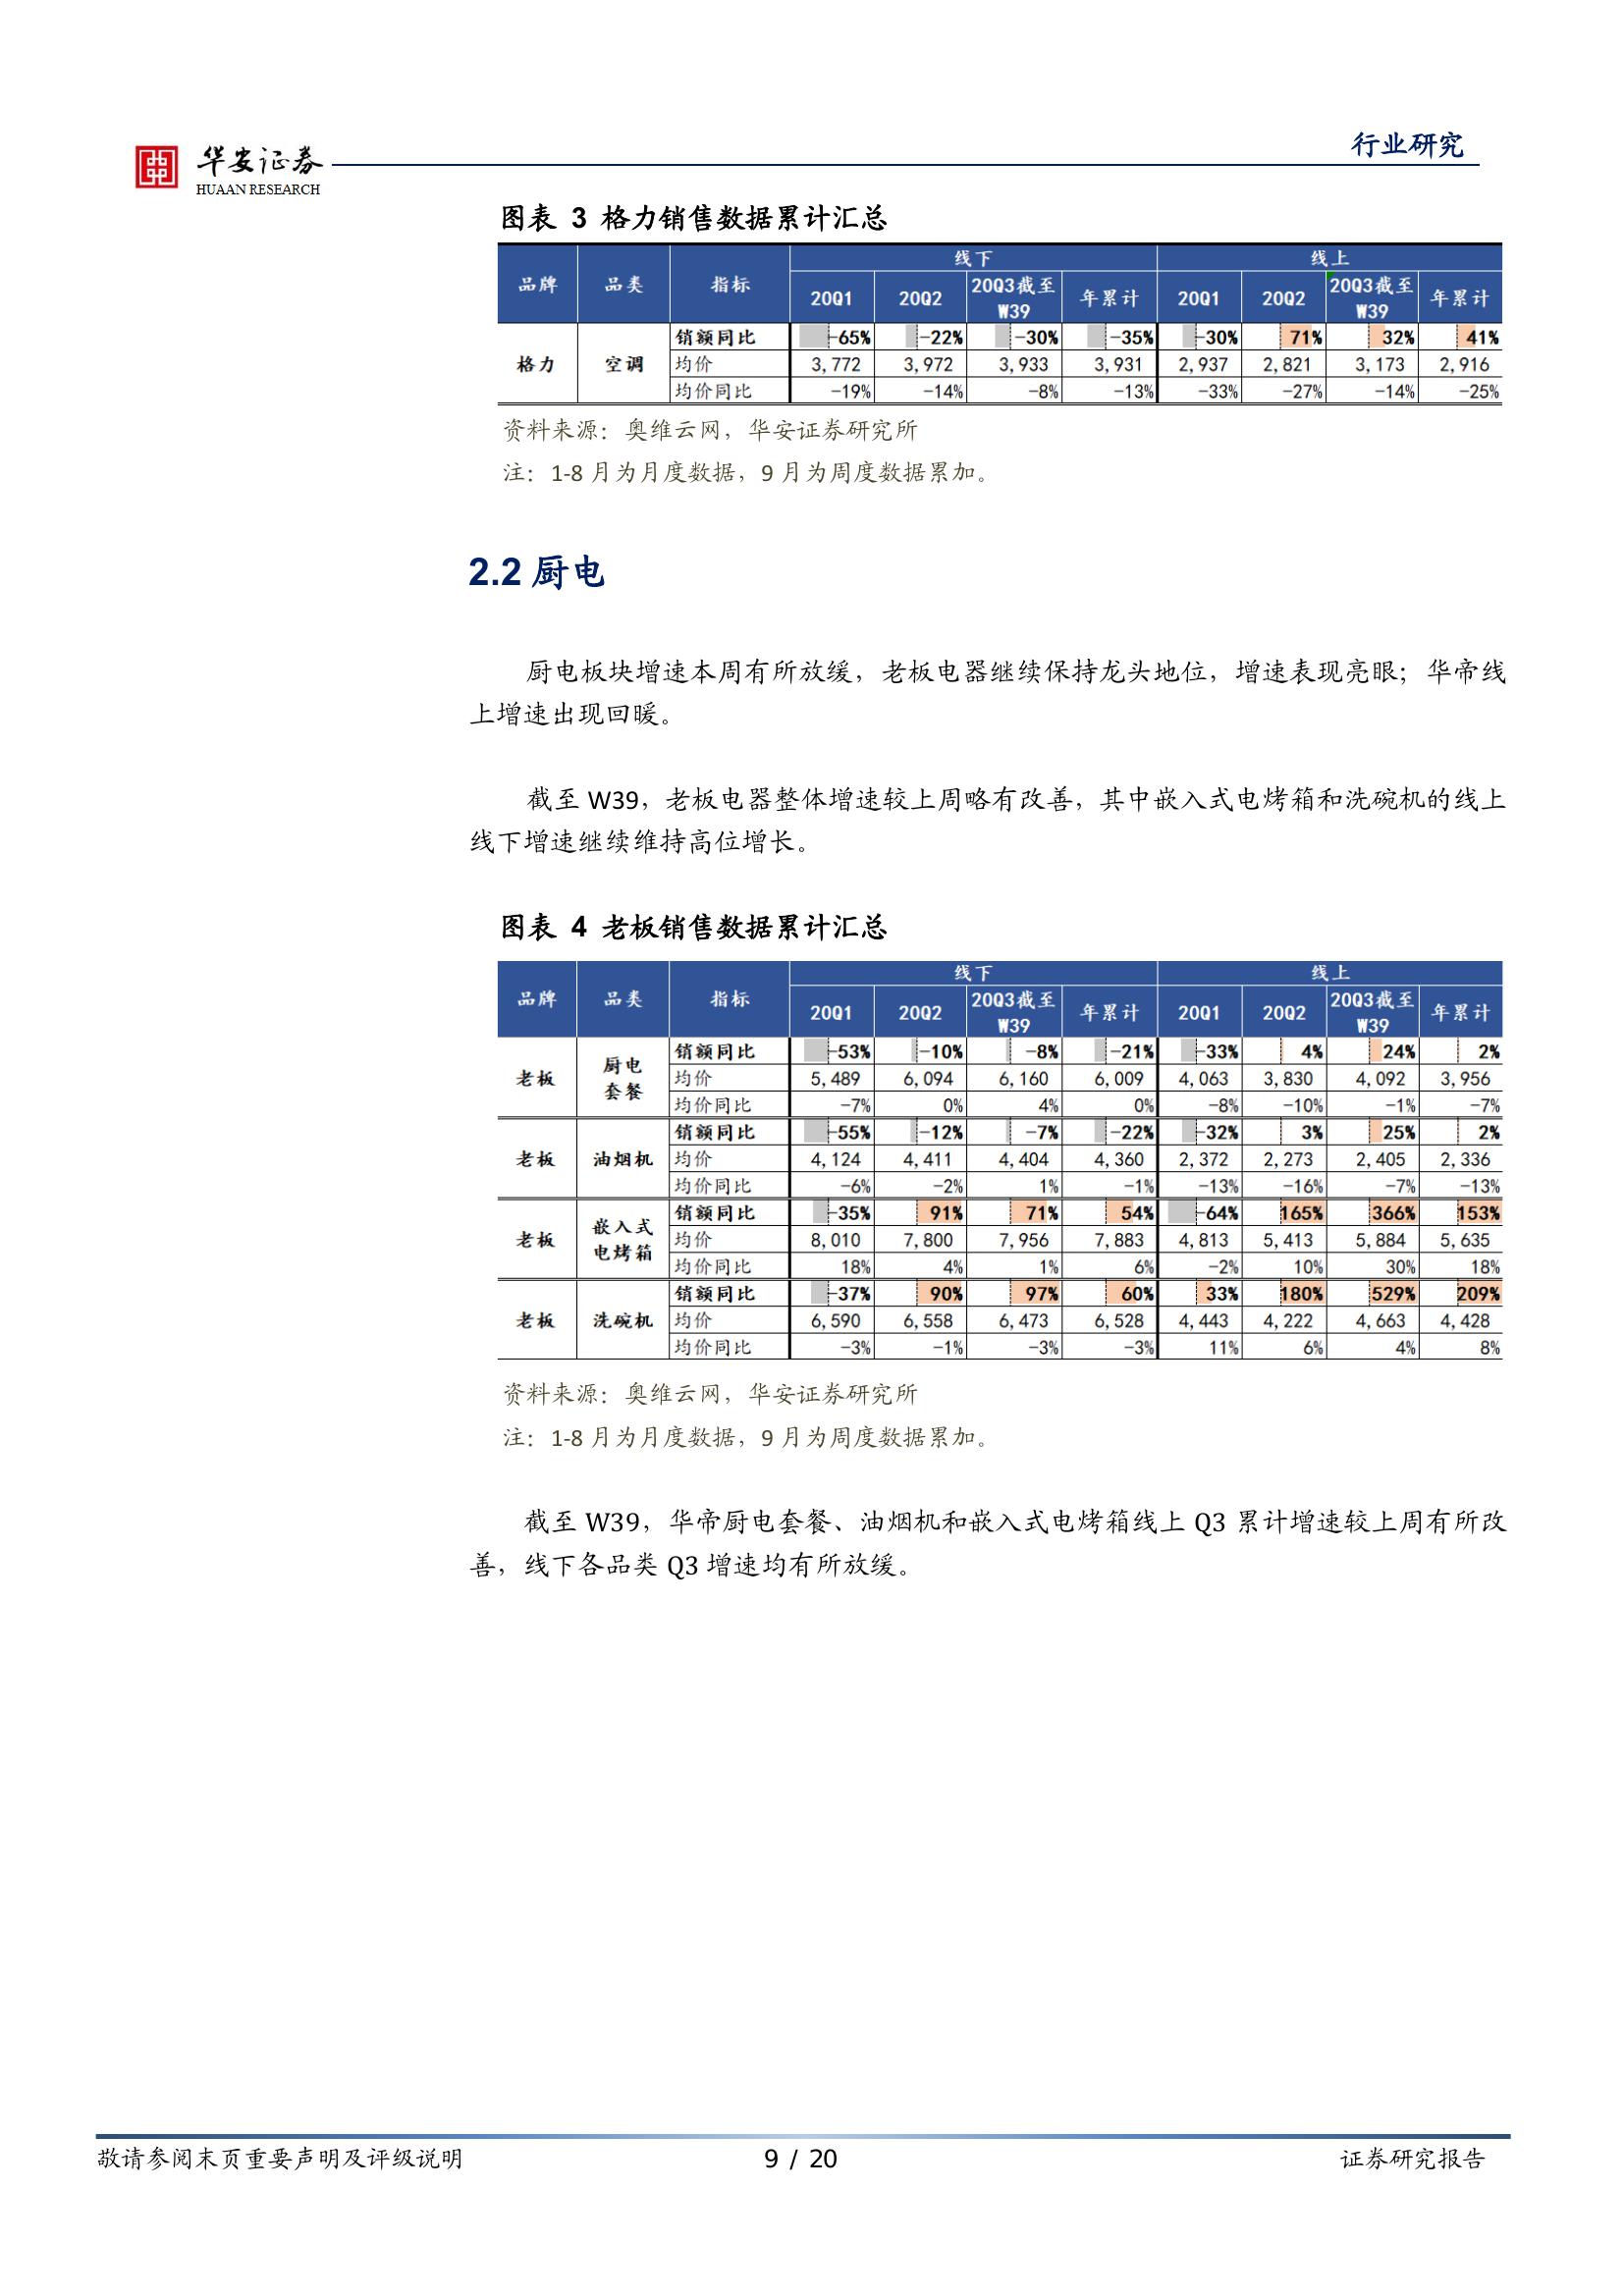 华安证券
HUAAN RESEARCH
行业研究
图表 3 格力销售数据累计汇总
品牌 品类 指标 线下 线上
20Q1 20Q2 20Q3截至W39 年累计 20Q1 20Q2 20Q3截至W39 年累计
格力 空调 销额同比 -65% -22% -30% -35% -30% 71% 32% 41%
均价 3,772 3,972 3,933 3,931 2,937 2,821 3,173 2,916
均价同比 -19% -14% -8% -13% -33% -27% -14% -25%
资料来源：奥维云网，华安证券研究所
注：1-8 月为月度数据，9 月为周度数据累加。
2.2 厨电
厨电板块增速本周有所放缓，老板电器继续保持龙头地位，增速表现亮眼；华帝线
上增速出现回暖。
截至 W39，老板电器整体增速较上周略有改善，其中嵌入式电烤箱和洗碗机的线上
线下增速继续维持高位增长。
图表 4 老板销售数据累计汇总
品牌 品类 指标 线下 线上
20Q1 20Q2 20Q3截至W39 年累计 20Q1 20Q2 20Q3截至W39 年累计
老板 厨电套餐 销额同比 -53% -10% -8% -21% -33% 4% 24% 2%
均价 5,489 6,094 6,160 6,009 4,063 3,830 4,092 3,956
均价同比 -7% 0% 4% 0% -8% -10% -1% -7%
老板 油烟机 销额同比 -55% -12% -7% -22% -32% 3% 25% 2%
均价 4,124 4,411 4,404 4,360 2,372 2,273 2,405 2,336
均价同比 -6% -2% 1% -1% -13% -16% -7% -13%
老板 嵌入式电烤箱 销额同比 -35% 91% 71% 54% -64% 165% 366% 153%
均价 8,010 7,800 7,956 7,883 4,813 5,413 5,884 5,635
均价同比 18% 4% 1% 6% -2% 10% 30% 18%
老板 洗碗机 销额同比 -37% 90% 97% 60% 33% 180% 529% 209%
均价 6,590 6,558 6,473 6,528 4,443 4,222 4,663 4,428
均价同比 -3% -1% -3% -3% 11% 6% 4% 8%
资料来源：奥维云网，华安证券研究所
注：1-8 月为月度数据，9 月为周度数据累加。
截至 W39，华帝厨电套餐、油烟机和嵌入式电烤箱线上 Q3 累计增速较上周有所改
善，线下各品类 Q3 增速均有所放缓。
敬请参阅末页重要声明及评级说明
9 / 20
证券研究报告